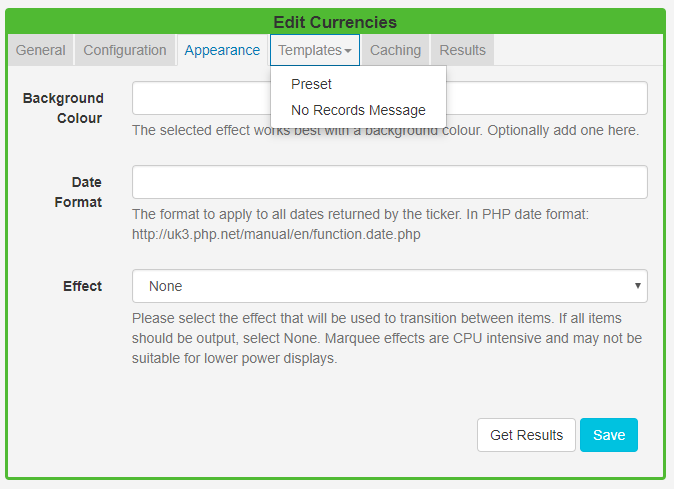 Edit Currencies
General Configuration Appearance Templates Caching Results
Preset
No Records Message
Background
Colour
The selected effect works best with a background colour. Optionally add one here.
Date
Format
The format to apply to all dates returned by the ticker. In PHP date format:
http://uk3.php.net/manual/en/function.date.php
Effect
None
Please select the effect that will be used to transition between items. If all items
should be output, select None. Marquee effects are CPU intensive and may not be
suitable for lower power displays.
Get Results Save